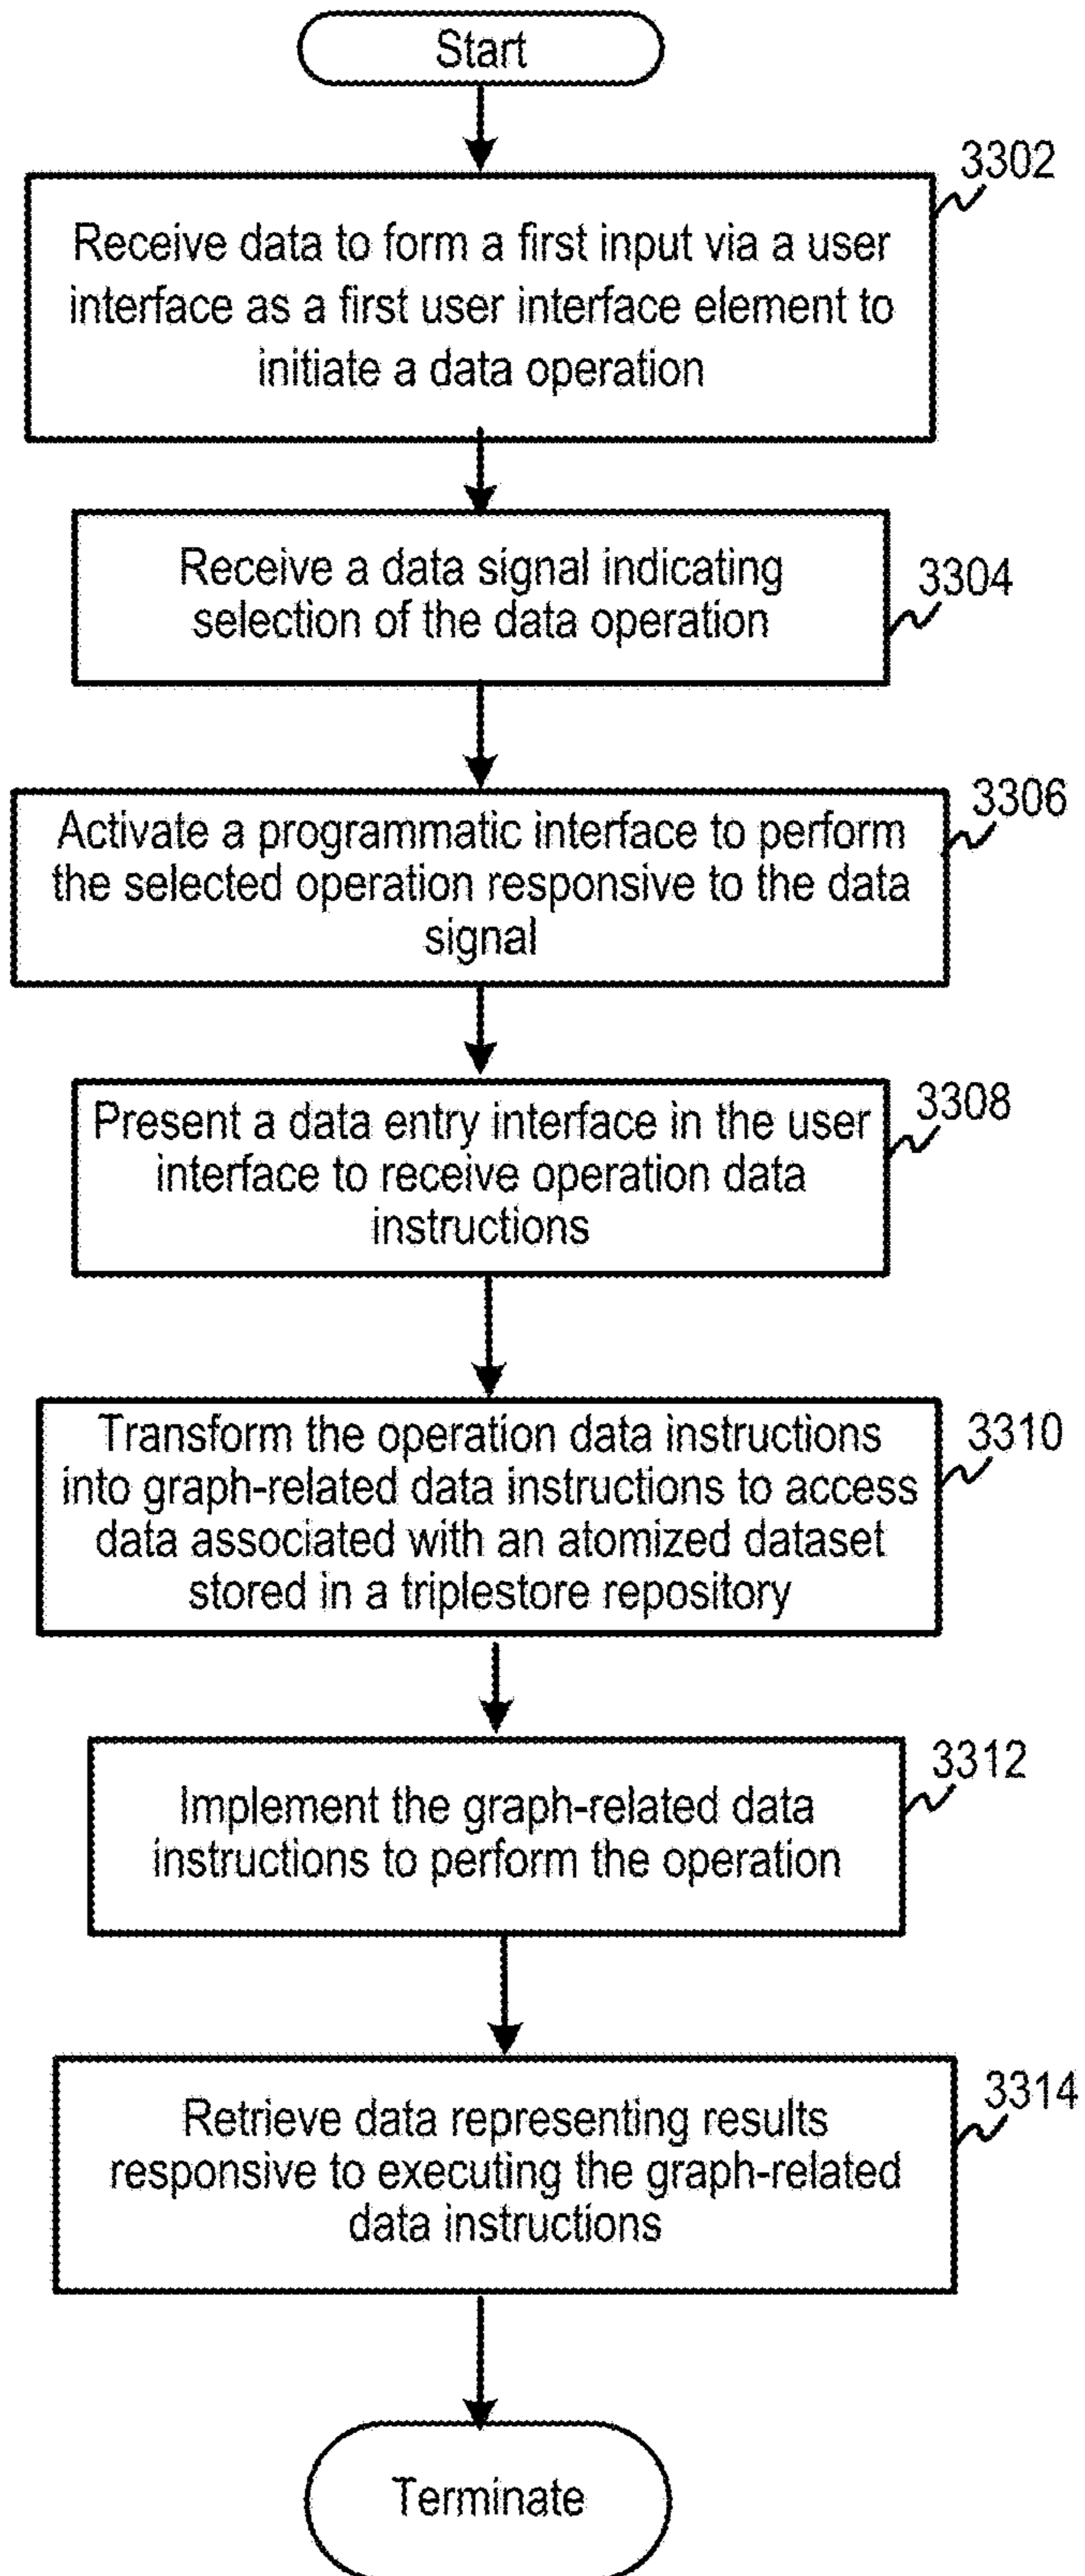 Start
3302
Receive data to form a first input via a user
interface as a first user interface element to
initiate a data operation
3304
Receive a data signal indicating
selection of the data operation
3306
Activate a programmatic interface to perform
the selected operation responsive to the data
signal
3308
Present a data entry interface in the user
interface to receive operation data
instructions
3310
Transform the operation data instructions
into graph-related data instructions to access
data associated with an atomized dataset
stored in a triplestore repository
3312
Implement the graph-related data
instructions to perform the operation
3314
Retrieve data representing results
responsive to executing the graph-related
data instructions
Terminate